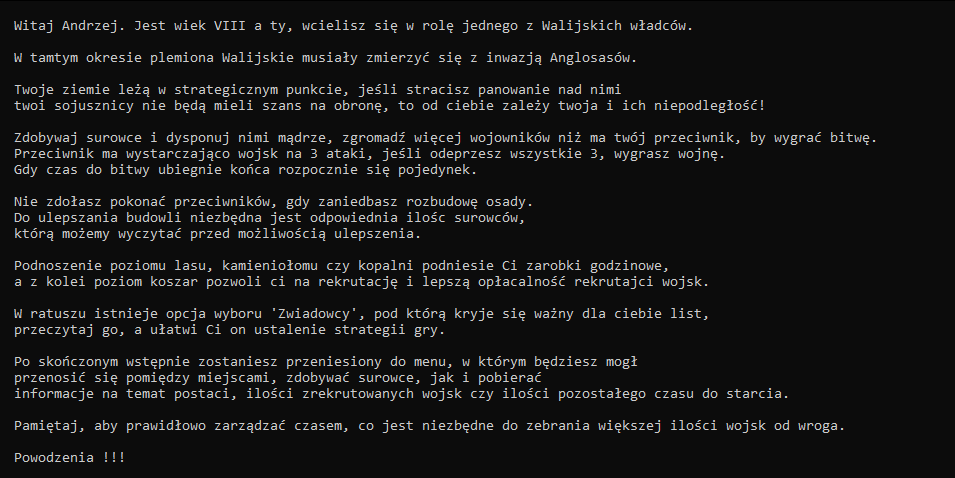 Witaj Andrzej. Jest wiek VIII a ty, wcielisz się w rolę jednego z Walijskich władców.
W tamtym okresie plemiona Walijskie musiały zmierzyć się z inwazją Anglosasów.
Twoje ziemie leżą w strategicznym punkcie, jeśli stracisz panowanie nad nimi
twoi sojusznicy nie będą mieli szans na obronę, to od ciebie zależy twoja i ich niepodległość!
Zdobywaj surowce i dysponuj nimi mądrze, zgromadź więcej wojowników niż ma twój przeciwnik, by wygrać bitwę.
Przeciwnik ma wystarczająco wojsk na 3 ataki, jeśli odeprzesz wszystkie 3, wygrasz wojnę.
Gdy czas do bitwy ubiegnie końca rozpocznie się pojedynek.
Nie zdołasz pokonać przeciwników, gdy zaniedbasz rozbudowę osady.
Do ulepszania budowli niezbędna jest odpowiednia ilośc surowców,
którą możemy wyczytać przed możliwością ulepszenia.
Podnoszenie poziomu lasu, kamieniołomu czy kopalni podniesie Ci zarobki godzinowe,
a z kolei poziom koszar pozwoli ci na rekrutację i lepszą opłacalność rekrutajci wojsk.
W ratuszu istnieje opcja wyboru 'Zwiadowcy', pod którą kryje się ważny dla ciebie list,
przeczytaj go, a ułatwi Ci on ustalenie strategii gry.
Po skończonym wstępnie zostaniesz przeniesiony do menu, w którym będziesz mogł
przenosić się pomiędzy miejscami, zdobywać surowce, jak i pobierać
informacje na temat postaci, ilości zrekrutowanych wojsk czy ilości pozostałego czasu do starcia.
Pamiętaj, aby prawidłowo zarządzać czasem, co jest niezbędne do zebrania większej ilości wojsk od wroga.
Powodzenia !!!